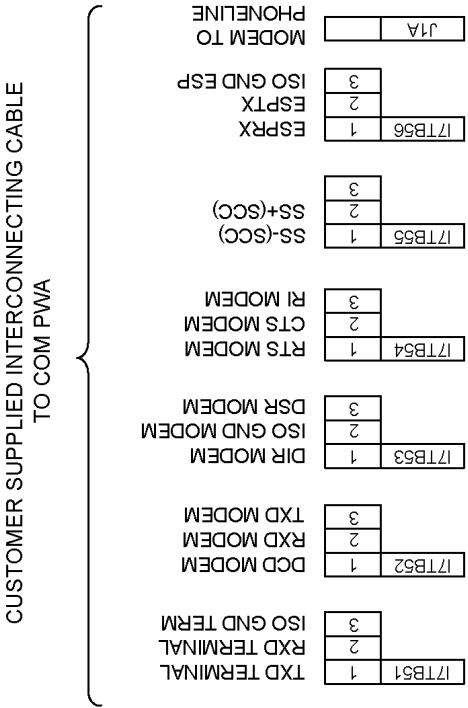 I7TB51 1 TXD TERMINAL
2 RXD TERMINAL
3 ISO GND TERM
I7TB52 1 DCD MODEM
2 RXD MODEM
3 TXD MODEM
I7TB53 1 DIR MODEM
2 ISO GND MODEM
3 DSR MODEM
I7TB54 1 RTS MODEM
2 CTS MODEM
3 RI MODEM
I7TB55 1 SS-(SCC)
2 SS+(SCC)
3
I7TB56 1 ESPRX
2 ESPTX
3 ISO GND ESP
J1A MODEM TO
PHONELINE
CUSTOMER SUPPLIED INTERCONNECTING CABLE
TO COM PWA